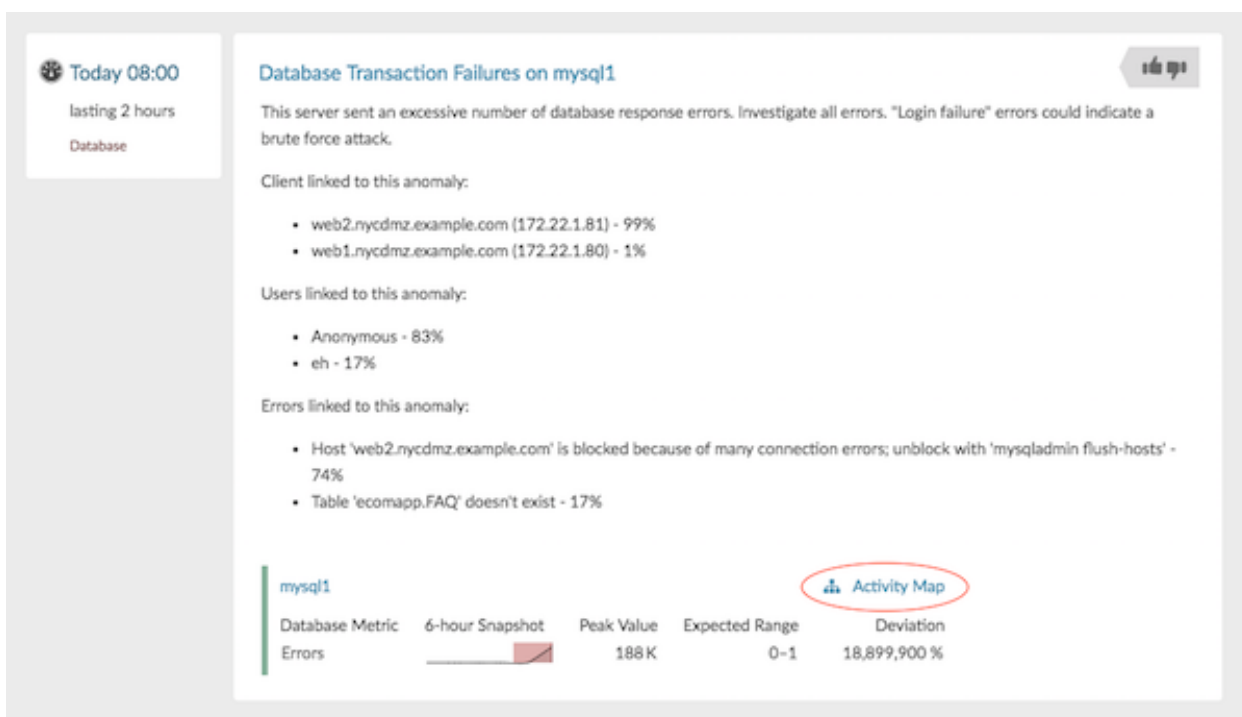 Today 08:00
lasting 2 hours
Database
Database Transaction Failures on mysql1
This server sent an excessive number of database response errors. Investigate all errors. "Login failure" errors could indicate a
brute force attack.
Client linked to this anomaly:
• web2.nycdmz.example.com (172.22.1.81) - 99%
• web1.nycdmz.example.com (172.22.1.80) - 1%
Users linked to this anomaly:
• Anonymous - 83%
• eh - 17%
Errors linked to this anomaly:
• Host 'web2.nycdmz.example.com' is blocked because of many connection errors; unblock with 'mysqladmin flush-hosts' -
74%
• Table 'ecomapp.FAQ' doesn't exist - 17%
mysql1 Activity Map
Database Metric 6-hour Snapshot Peak Value Expected Range Deviation
Errors 188 K 0–1 18,899,900 %